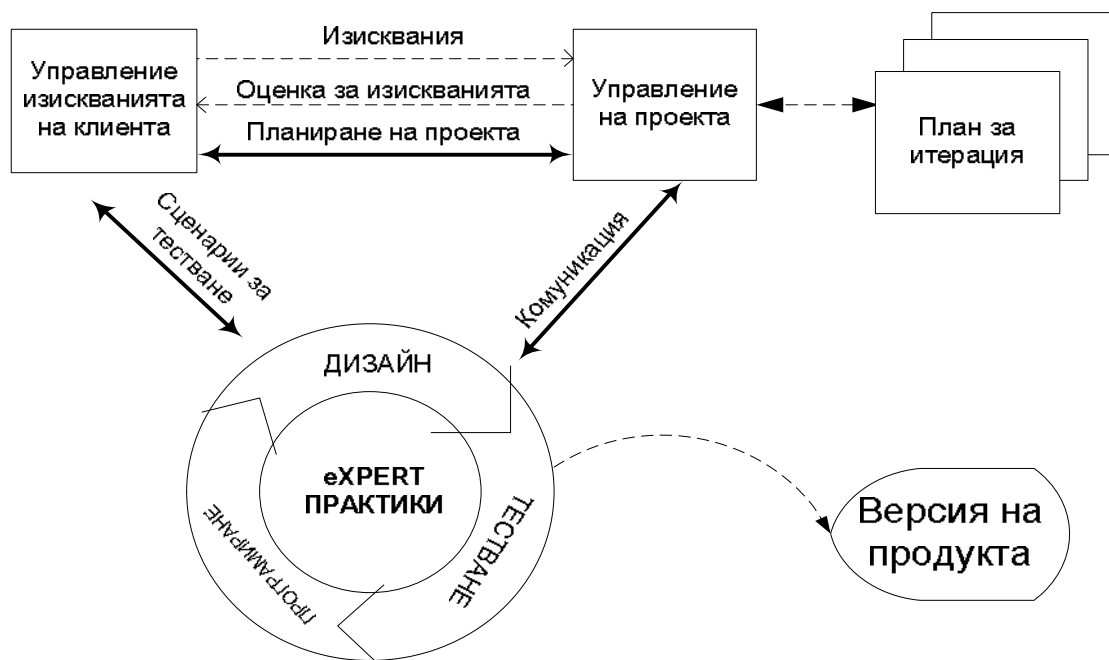 Управление
изискванията
на клиента
Изисквания
Оценка за изискванията
Планиране на проекта
Управление
на проекта
План за
итерация
Сценарии за
тестване
Комуникация
ДИЗАЙН
eXPERT
ПРАКТИКИ
ТЕСТВАНЕ
ПРОГРАМИРАНЕ
Версия на
продукта